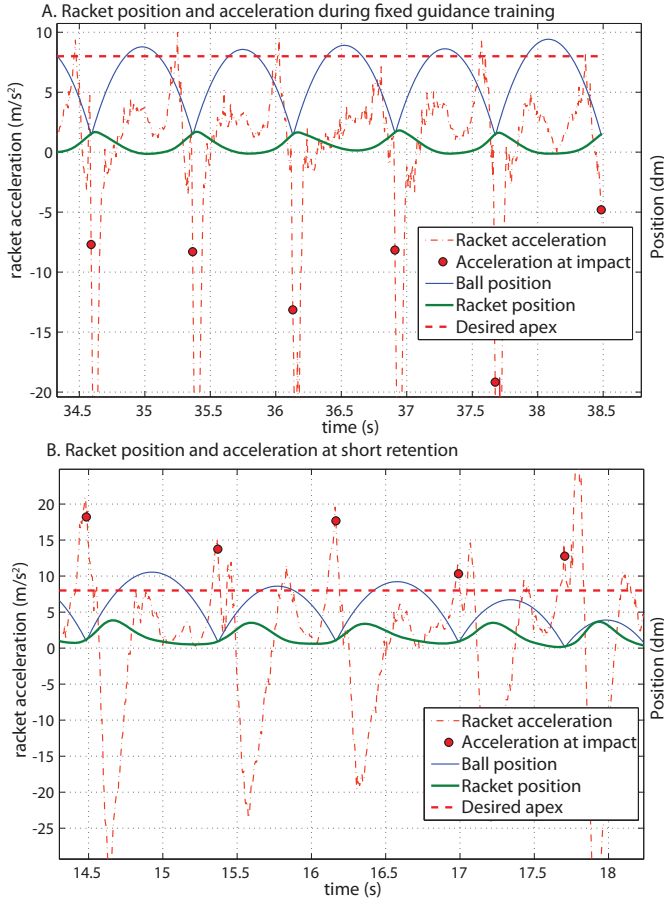 A. Racket position and acceleration during fixed guidance training
10
5
0
-5
-10
-15
-20
racket acceleration (m/s²)
Position (dm)
Racket acceleration
Acceleration at impact
Ball position
Racket position
Desired apex
34.5 35 35.5 36 36.5 37 37.5 38 38.5
time (s)
B. Racket position and acceleration at short retention
20
15
10
5
0
-5
-10
-15
-20
-25
racket acceleration (m/s²)
Position (dm)
Racket acceleration
Acceleration at impact
Ball position
Racket position
Desired apex
14.5 15 15.5 16 16.5 17 17.5 18
time (s)